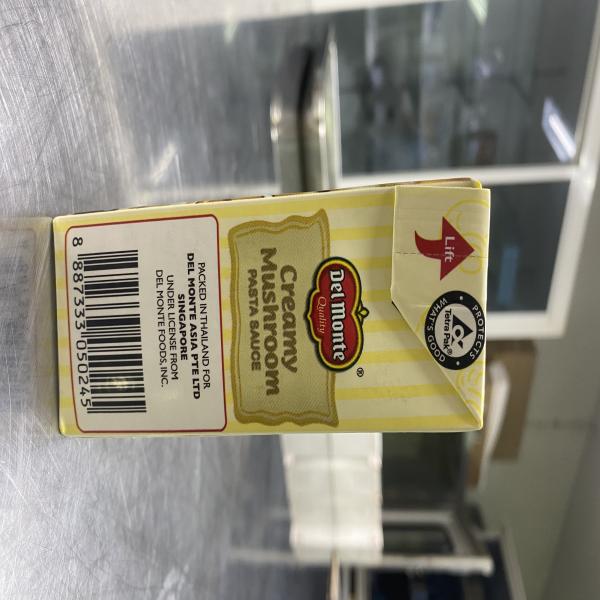 Lift
PROTECTS
WHAT'S GOOD
Tetra Pak®
Del Monte
®
Quality
Creamy
Mushroom
PASTA SAUCE
PACKED IN THAILAND FOR
DEL MONTE ASIA PTE LTD
SINGAPORE
UNDER LICENSE FROM
DEL MONTE FOODS, INC.
8 887333 050245